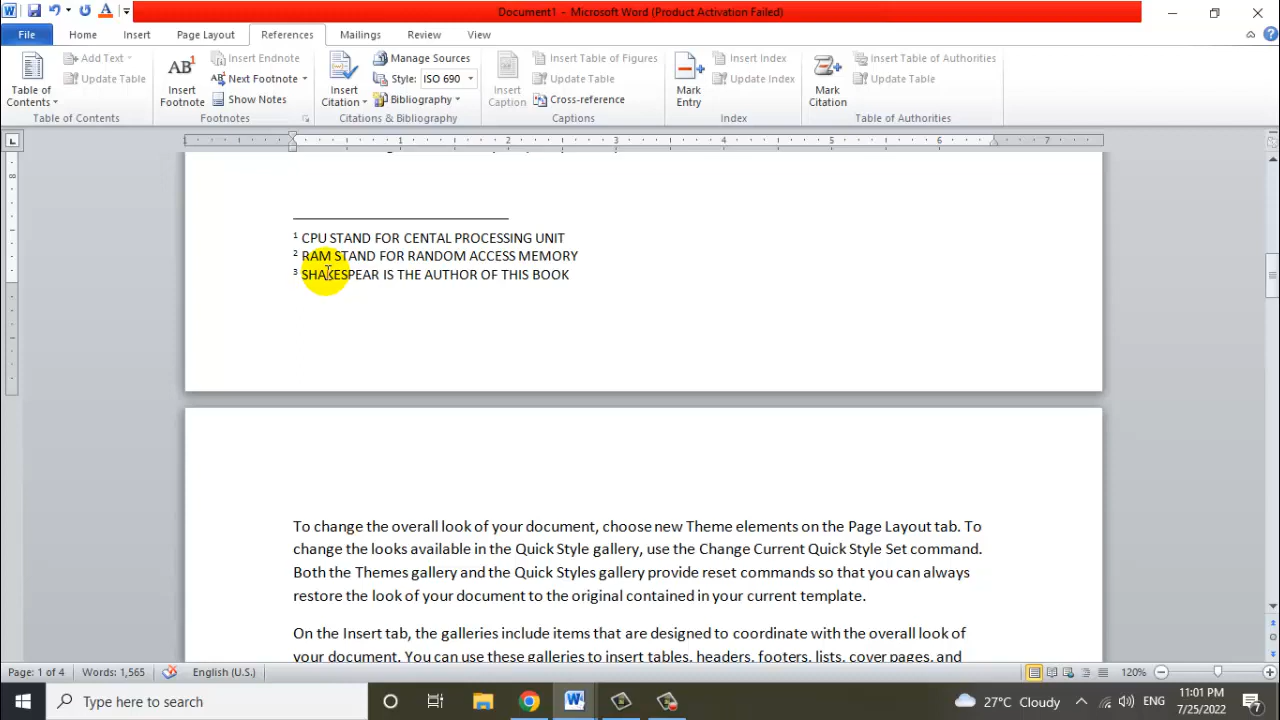 Document1 - Microsoft Word (Product Activation Failed)
File Home Insert Page Layout References Mailings Review View
Table of Contents
Add Text
Update Table
Table of Contents
AB1
Insert Footnote
Insert Endnote
Next Footnote
Show Notes
Footnotes
Insert Citation
Manage Sources
Style: ISO 690
Bibliography
Citations & Bibliography
Insert Caption
Insert Table of Figures
Update Table
Cross-reference
Captions
Mark Entry
Insert Index
Update Index
Index
Mark Citation
Insert Table of Authorities
Update Table
Table of Authorities
1 2 3 4 5 6 7
1 CPU STAND FOR CENTAL PROCESSING UNIT
2 RAM STAND FOR RANDOM ACCESS MEMORY
3 SHAKESPEAR IS THE AUTHOR OF THIS BOOK
To change the overall look of your document, choose new Theme elements on the Page Layout tab. To
change the looks available in the Quick Style gallery, use the Change Current Quick Style Set command.
Both the Themes gallery and the Quick Styles gallery provide reset commands so that you can always
restore the look of your document to the original contained in your current template.
On the Insert tab, the galleries include items that are designed to coordinate with the overall look of
your document. You can use these galleries to insert tables, headers, footers, lists, cover pages, and
Page: 1 of 4 Words: 1,565 English (U.S.) 120%
Type here to search
27°C Cloudy ENG 11:01 PM
7/25/2022
7